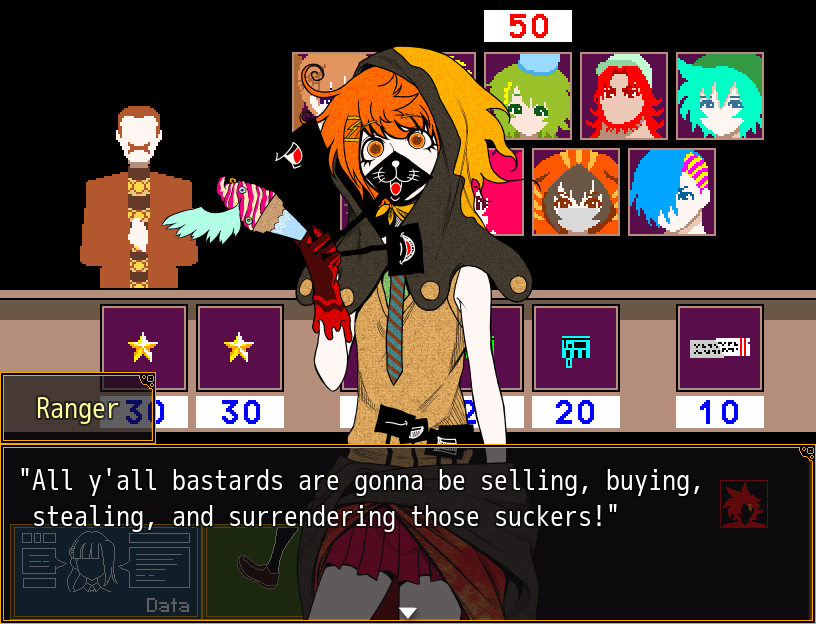 50
30
30
20
10
Ranger
"All y'all bastards are gonna be selling, buying,
stealing, and surrendering those suckers!"
Data